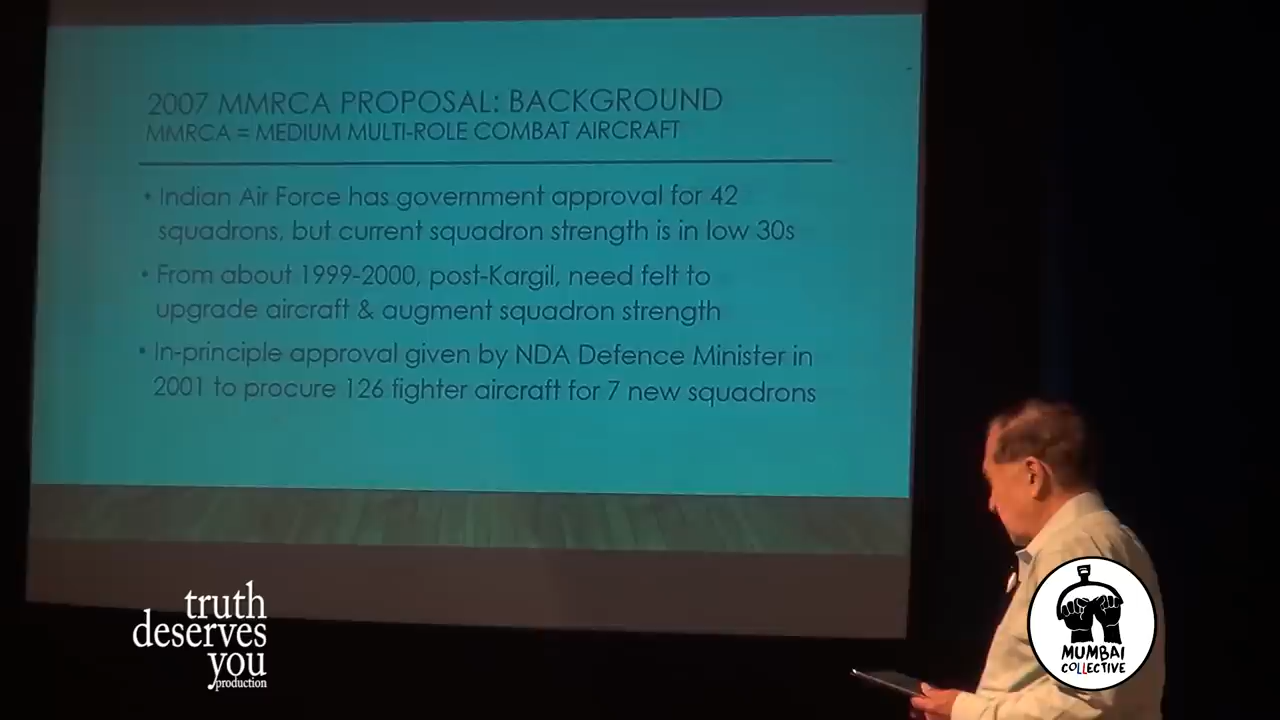 2007 MMRCA PROPOSAL: BACKGROUND
MMRCA = MEDIUM MULTI-ROLE COMBAT AIRCRAFT
• Indian Air Force has government approval for 42
squadrons, but current squadron strength is in low 30s
• From about 1999-2000, post-Kargil, need felt to
upgrade aircraft & augment squadron strength
• In-principle approval given by NDA Defence Minister in
2001 to procure 126 fighter aircraft for 7 new squadrons
truth
deserves
you
production
MUMBAI
COLLECTIVE